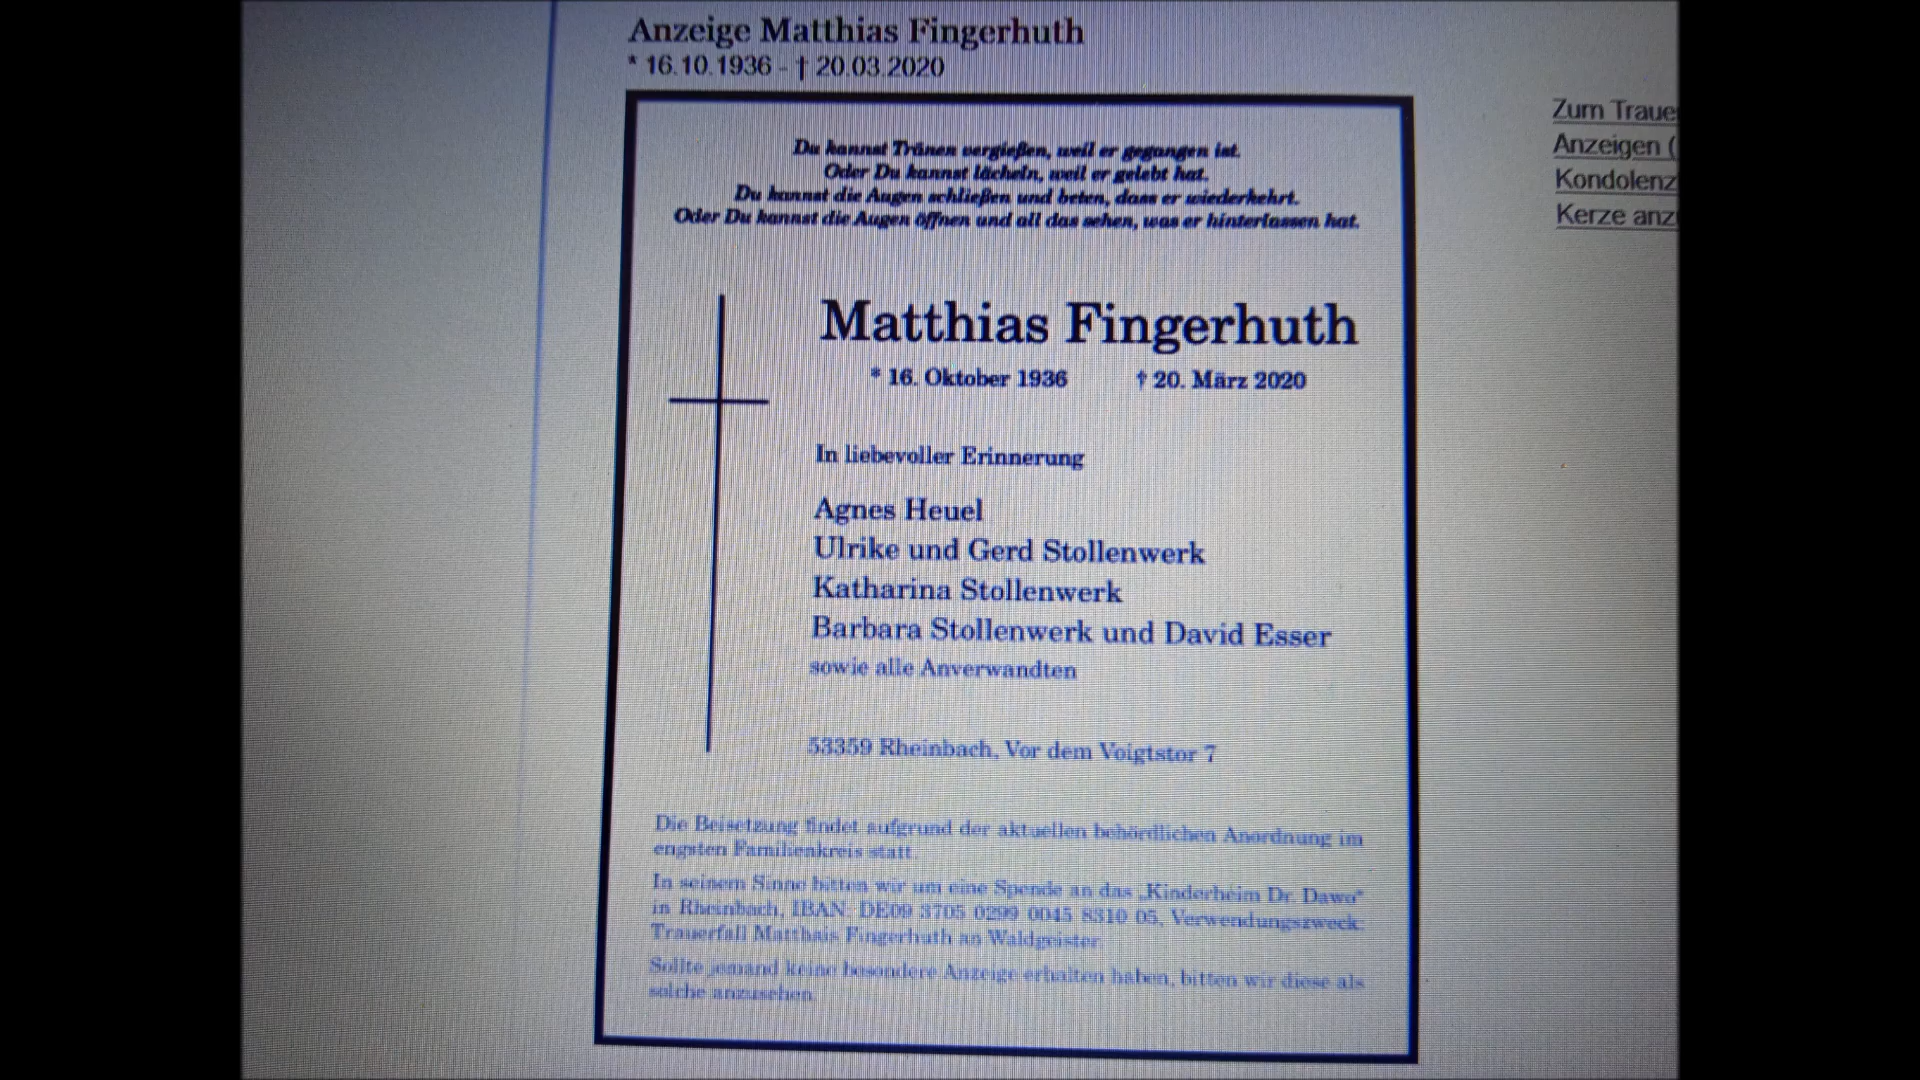 Anzeige Matthias Fingerhuth
* 16.10.1936 - † 20.03.2020
Zum Traue
Anzeigen (
Kondolenz
Kerze anz
Du kannst Tränen vergießen, weil er gegangen ist.
Oder Du kannst lächeln, weil er gelebt hat.
Du kannst die Augen schließen und beten, dass er wiederkehrt.
Oder Du kannst die Augen öffnen und all das sehen, was er hinterlassen hat.
Matthias Fingerhuth
* 16. Oktober 1936 † 20. März 2020
In liebevoller Erinnerung
Agnes Heuel
Ulrike und Gerd Stollenwerk
Katharina Stollenwerk
Barbara Stollenwerk und David Esser
sowie alle Anverwandten
53359 Rheinbach, Vor dem Voigtstor 7
Die Beisetzung findet aufgrund der aktuellen behördlichen Anordnung im
engsten Familienkreis statt.
In seinem Sinne bitten wir um eine Spende an das „Kinderheim Dr. Dawo“
in Rheinbach, IBAN: DE09 3705 0299 0045 8310 05, Verwendungszweck:
Trauerfall Matthais Fingerhuth an Waldgeister.
Sollte jemand keine besondere Anzeige erhalten haben, bitten wir diese als
solche anzusehen.